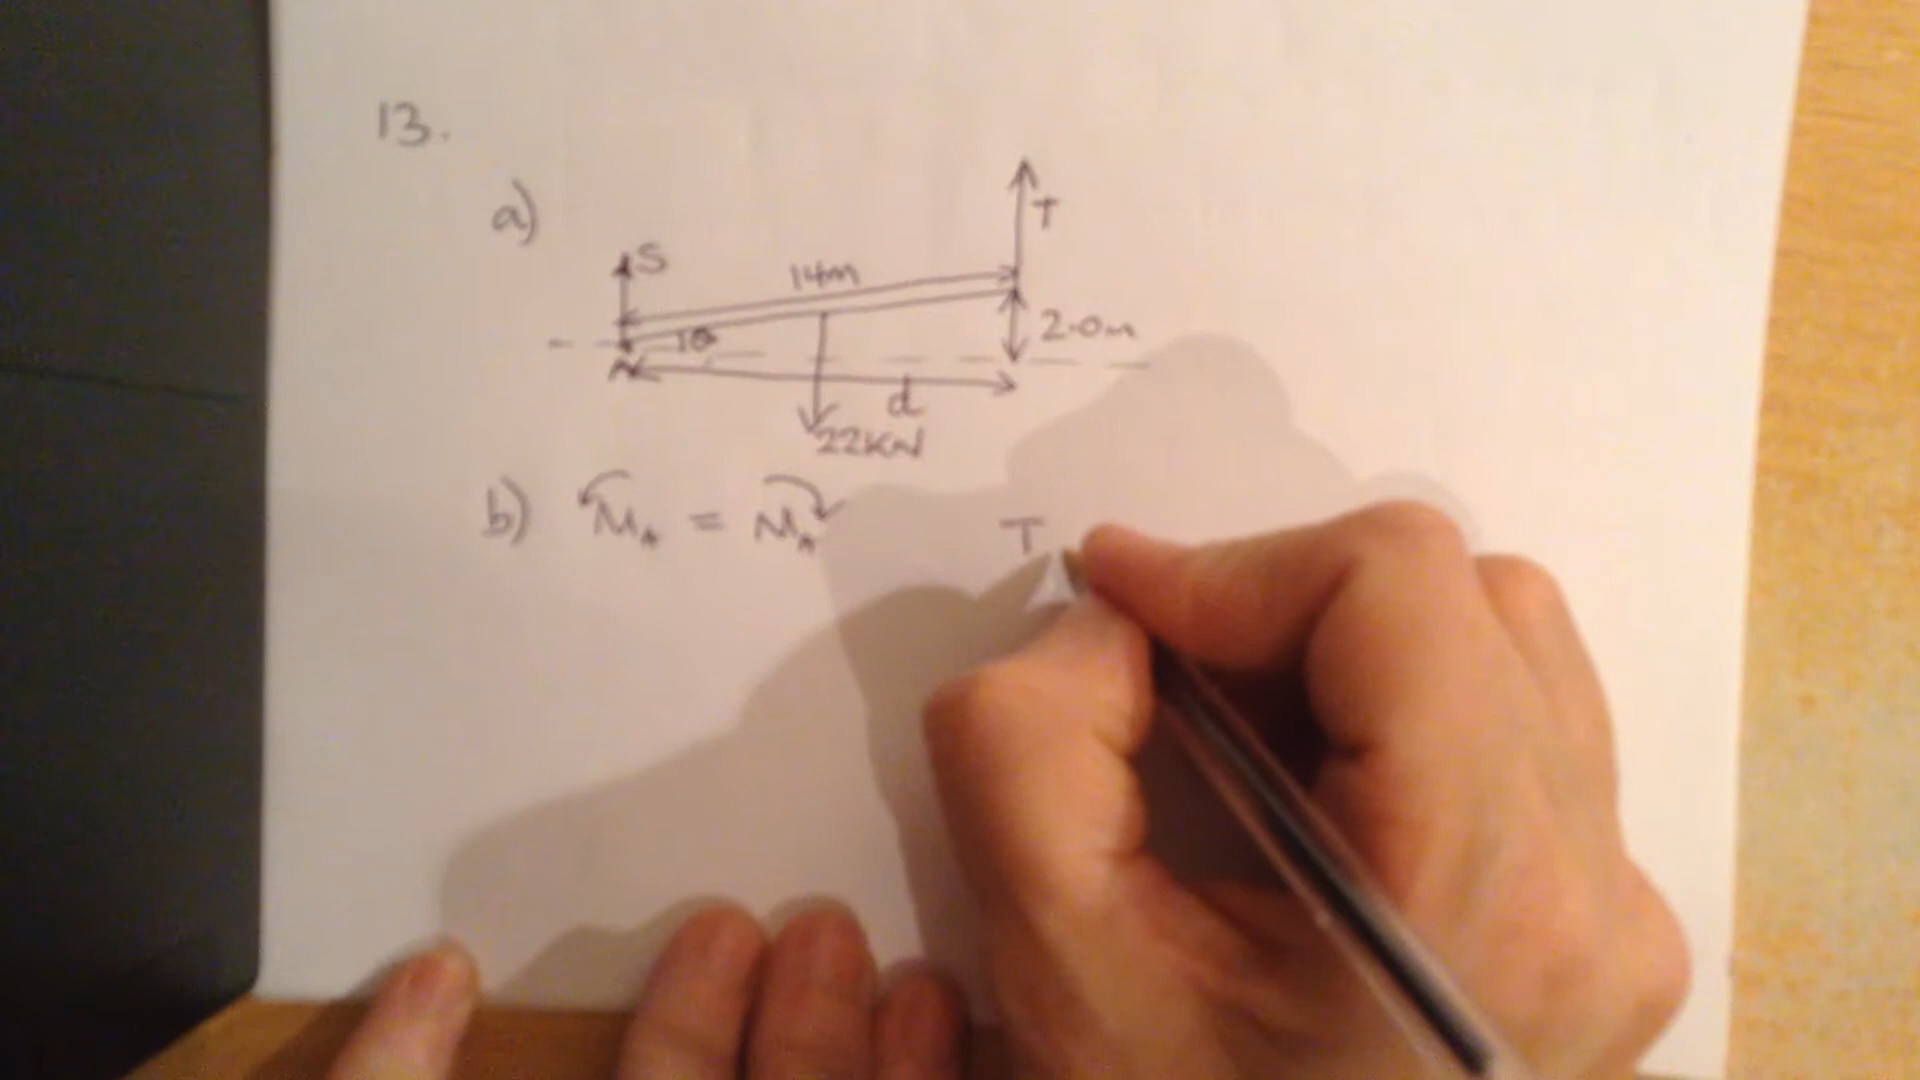 13.
a)
S
T
14m
θ
2.0m
A
d
22KN
b) M_A = M_A T